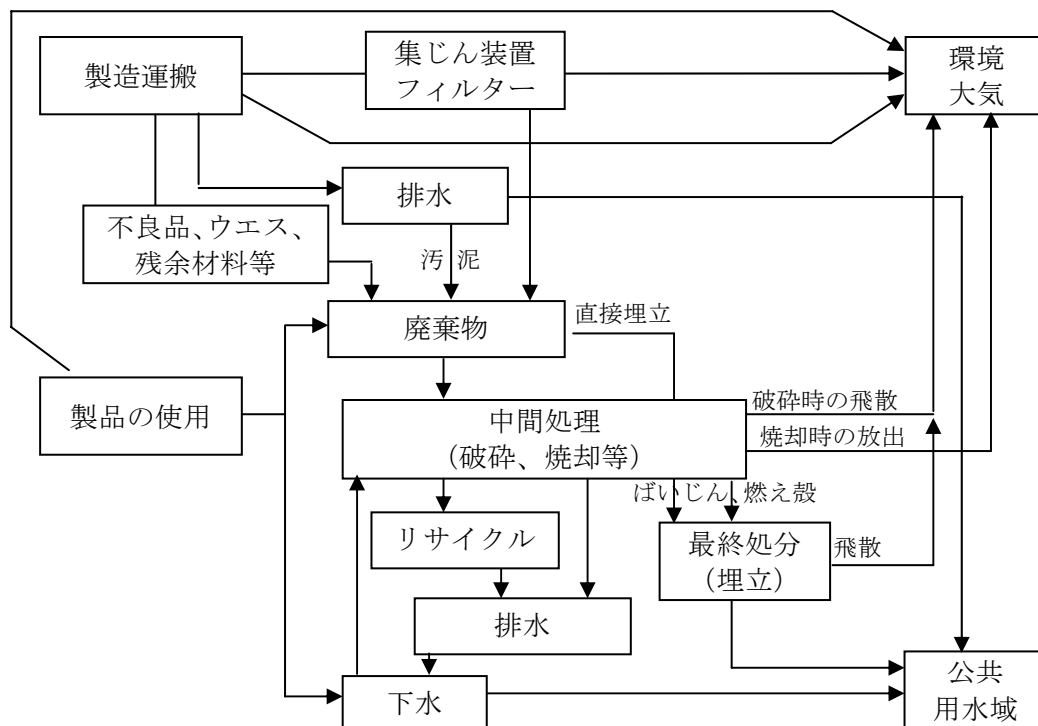 製造運搬
集じん装置
フィルター
環境
大気
排水
不良品、ウエス、
残余材料等
汚 泥
廃棄物
直接埋立
製品の使用
中間処理
（破砕、焼却等）
破砕時の飛散
焼却時の放出
ばいじん、燃え殻
リサイクル
最終処分
（埋立）
飛散
排水
下水
公共
用水域